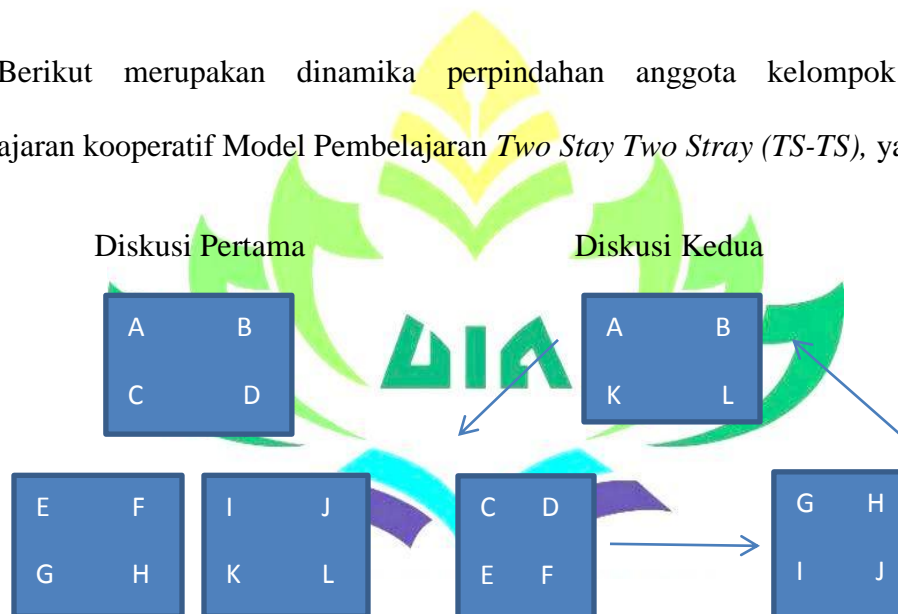 Berikut merupakan dinamika perpindahan anggota kelompok
ajaran kooperatif Model Pembelajaran Two Stay Two Stray (TS-TS), ya
Diskusi Pertama Diskusi Kedua
A B
C D
A B
K L
UIN
E F
G H
I J
K L
C D
E F
G H
I J